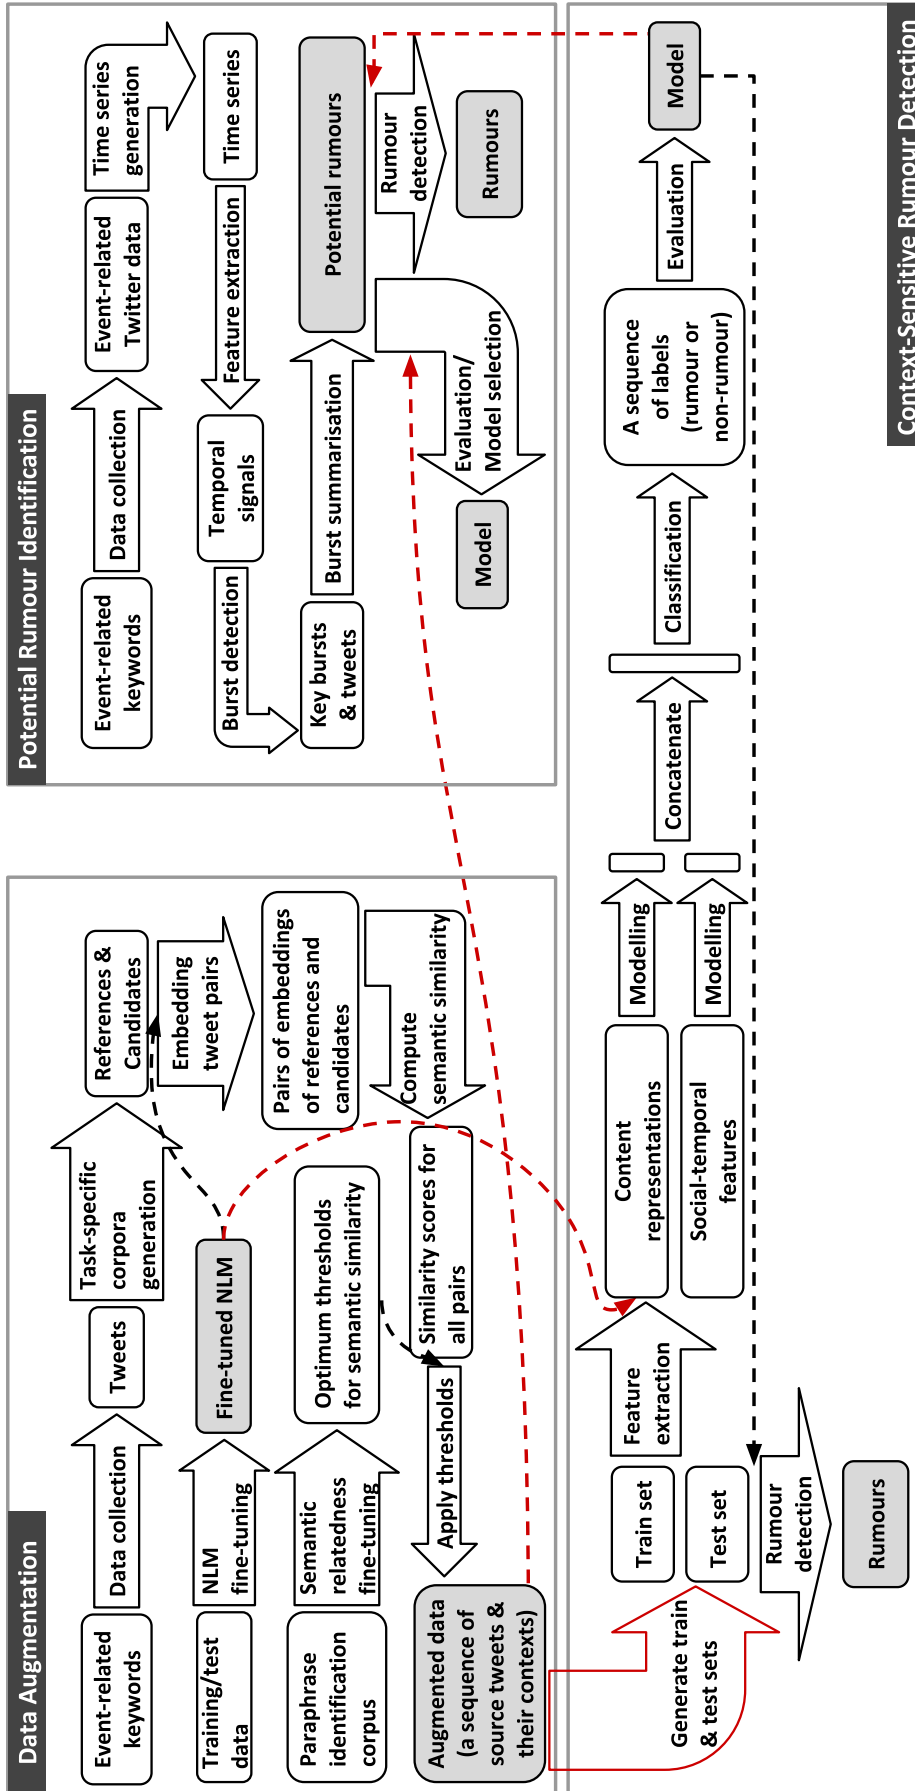 Data Augmentation
Event-related
keywords
Data collection
Tweets
Task-specific
corpora
generation
References &
Candidates
Training/test
data
NLM
fine-tuning
Fine-tuned NLM
Embedding
tweet pairs
Paraphrase
identification
corpus
Semantic
relatedness
fine-tuning
Optimum thresholds
for semantic similarity
Pairs of embeddings
of references and
candidates
Compute
semantic similarity
Similarity scores for
all pairs
Apply thresholds
Augmented data
(a sequence of
source tweets &
their contexts)
Potential Rumour Identification
Event-related
keywords
Data collection
Event-related
Twitter data
Time series
generation
Time series
Feature extraction
Temporal
signals
Burst detection
Key bursts
& tweets
Burst summarisation
Potential rumours
Rumour
detection
Rumours
Evaluation/
Model selection
Model
Generate train
& test sets
Train set
Test set
Feature
extraction
Content
representations
Social-temporal
features
Modelling
Modelling
Concatenate
Classification
A sequence
of labels
(rumour or
non-rumour)
Evaluation
Model
Rumour
detection
Rumours
Context-Sensitive Rumour Detection